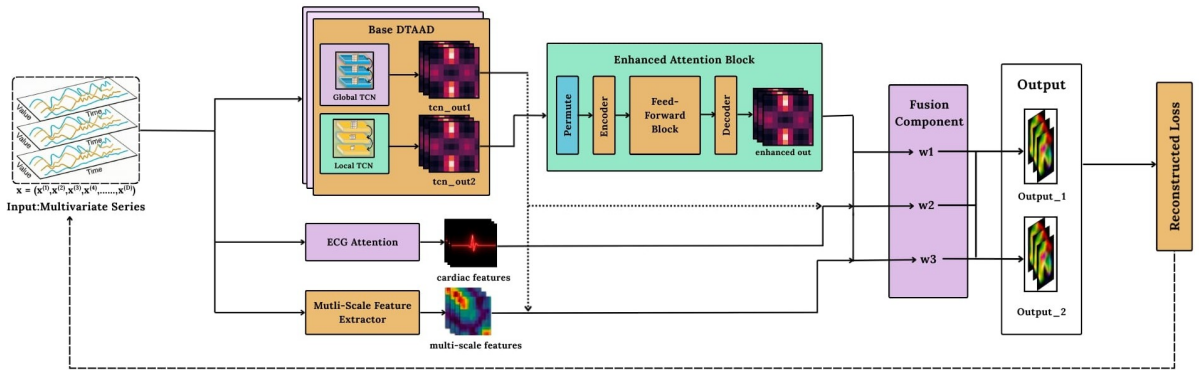 Value
Time
Value
Time
Value
Time
x = (x(1),x(2),x(3),x(4),......,x(D))
Input:Multivariate Series
Base DTAAD
Global TCN
tcn_out1
Local TCN
tcn_out2
ECG Attention
cardiac features
Mutli-Scale Feature
Extractor
multi-scale features
Enhanced Attention Block
Permute
Encoder
Feed-
Forward
Block
Decoder
enhanced out
Fusion
Component
w1
w2
w3
Output
Output_1
Output_2
Reconstructed Loss